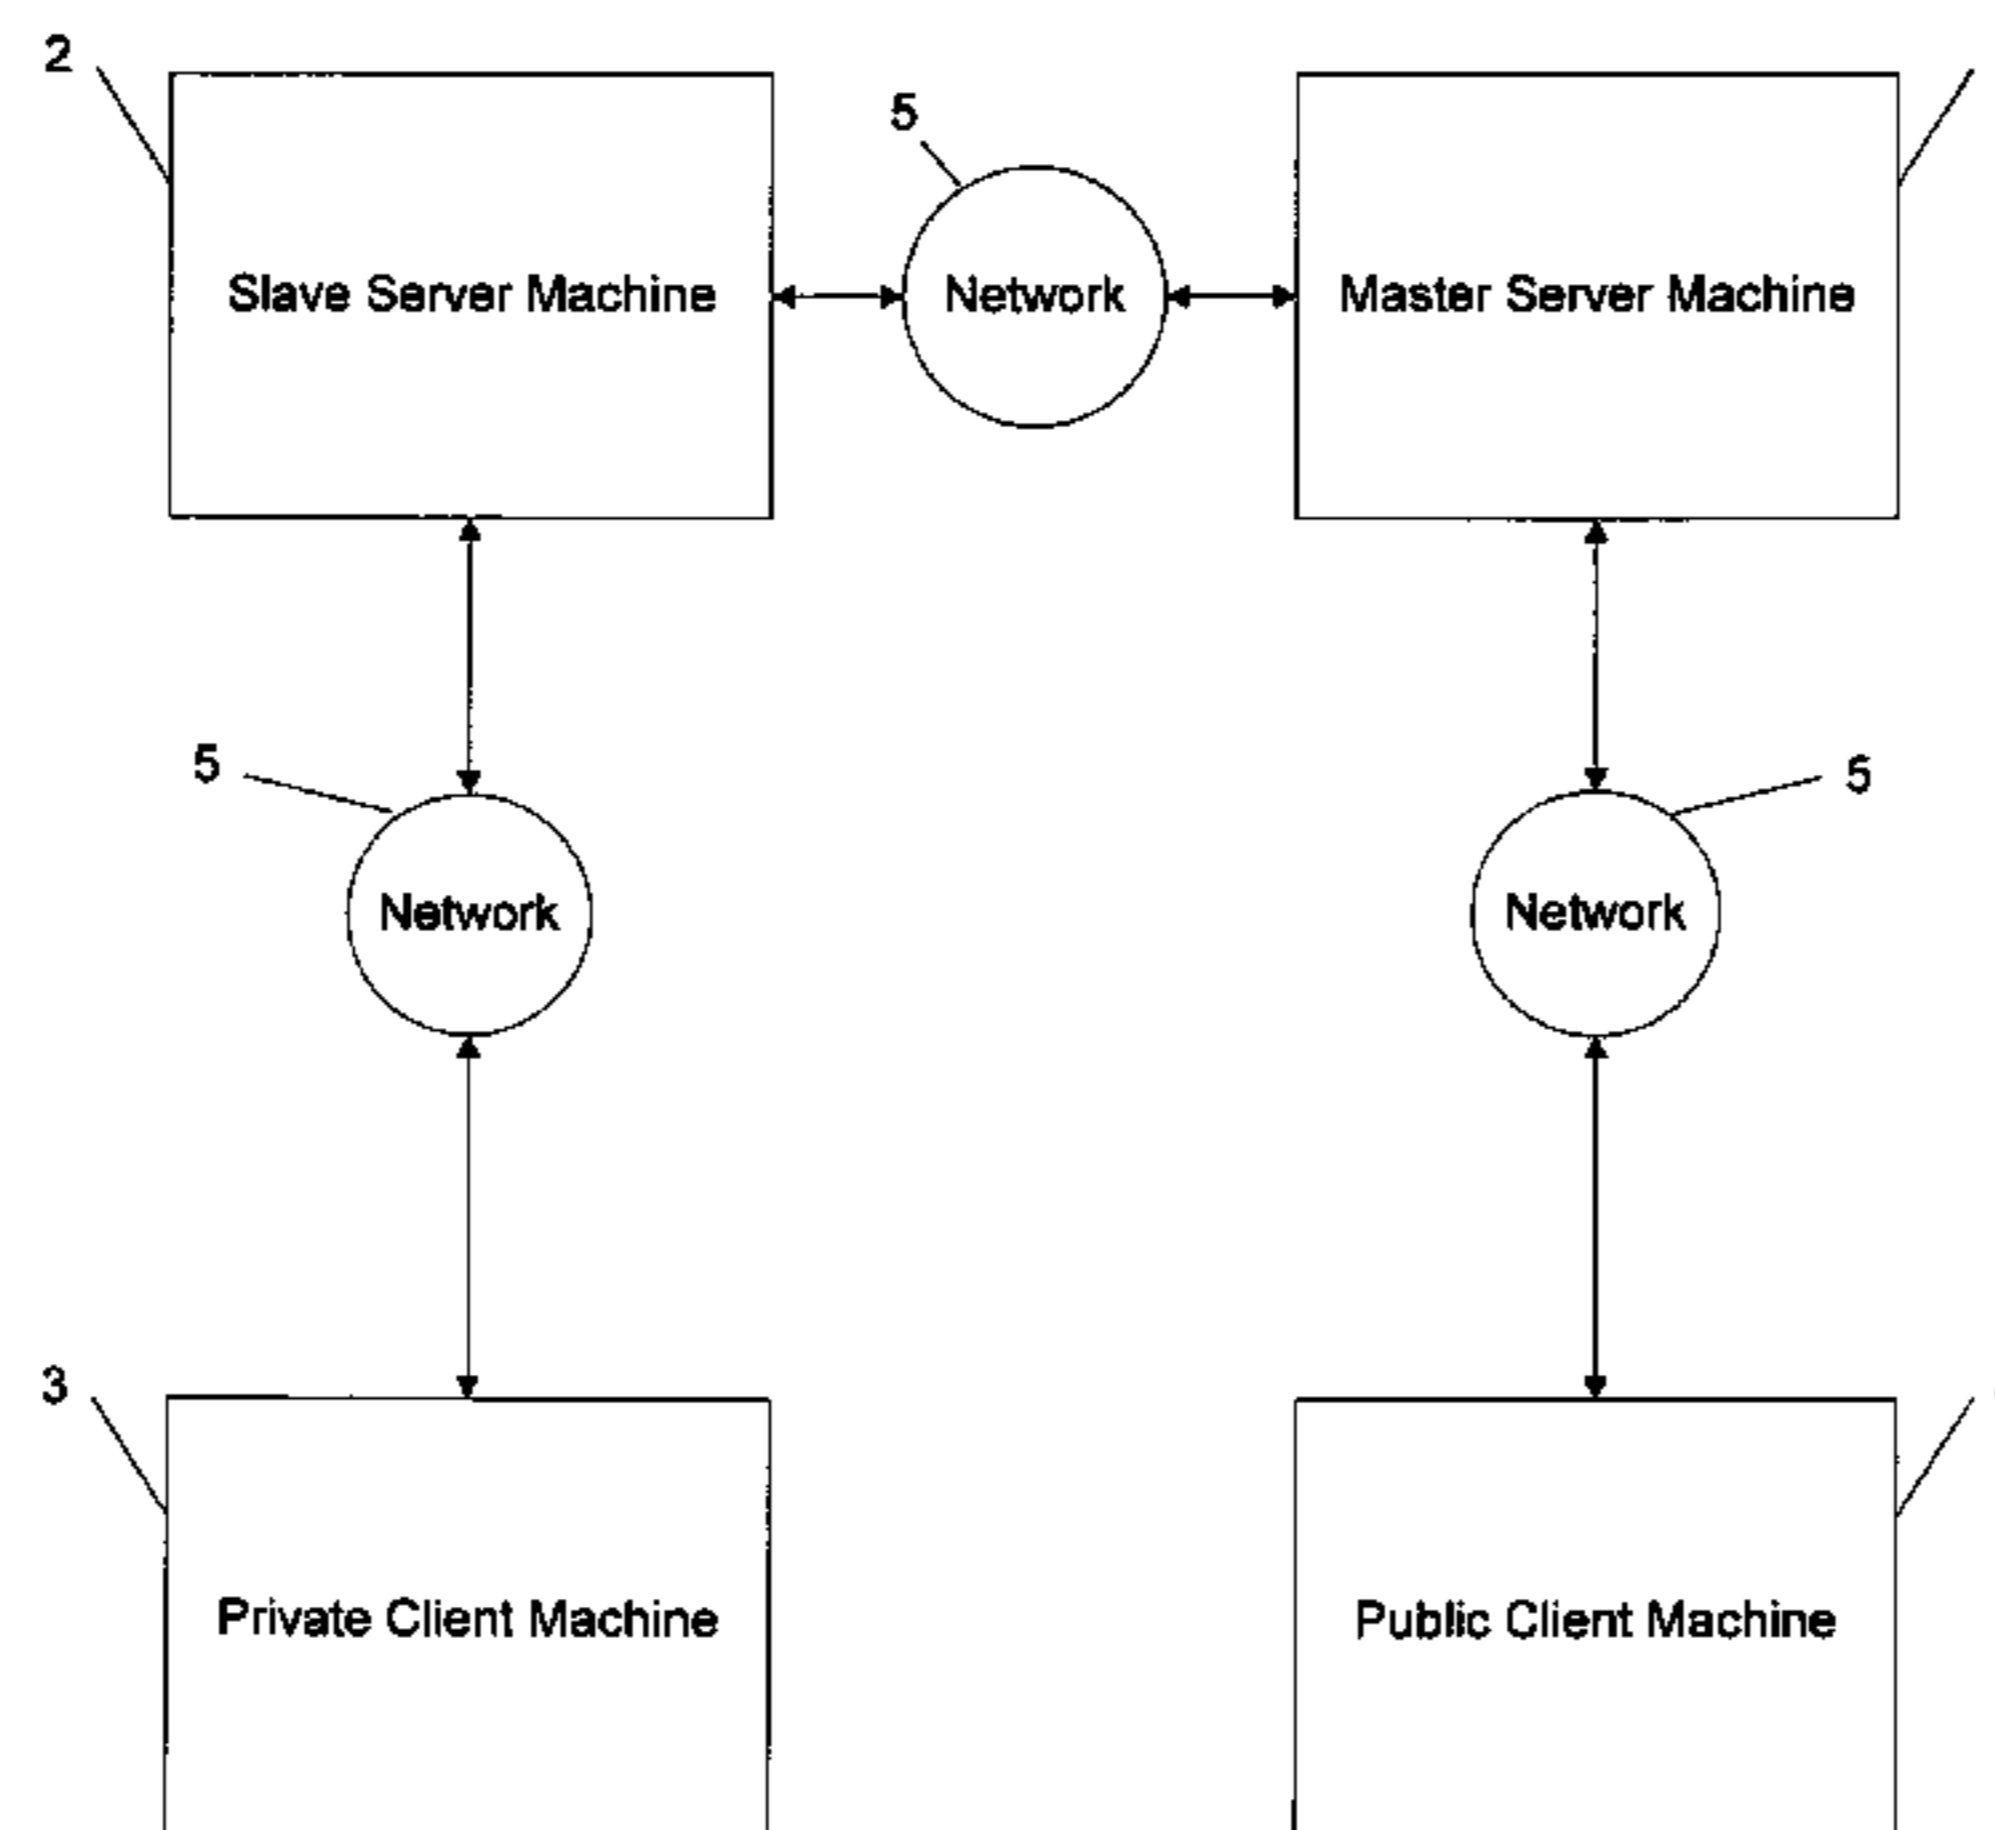 2
5
Slave Server Machine
Network
Master Server Machine
5
5
Network
Network
3
Private Client Machine
Public Client Machine